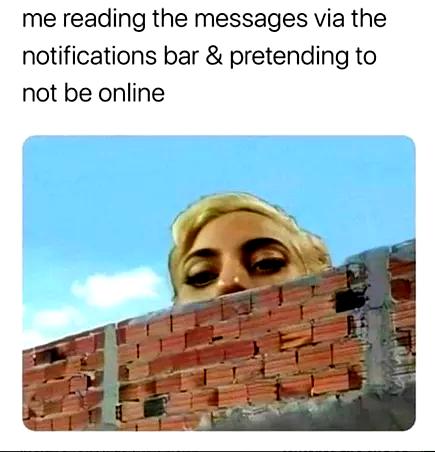 me reading the messages via the
notifications bar & pretending to
not be online